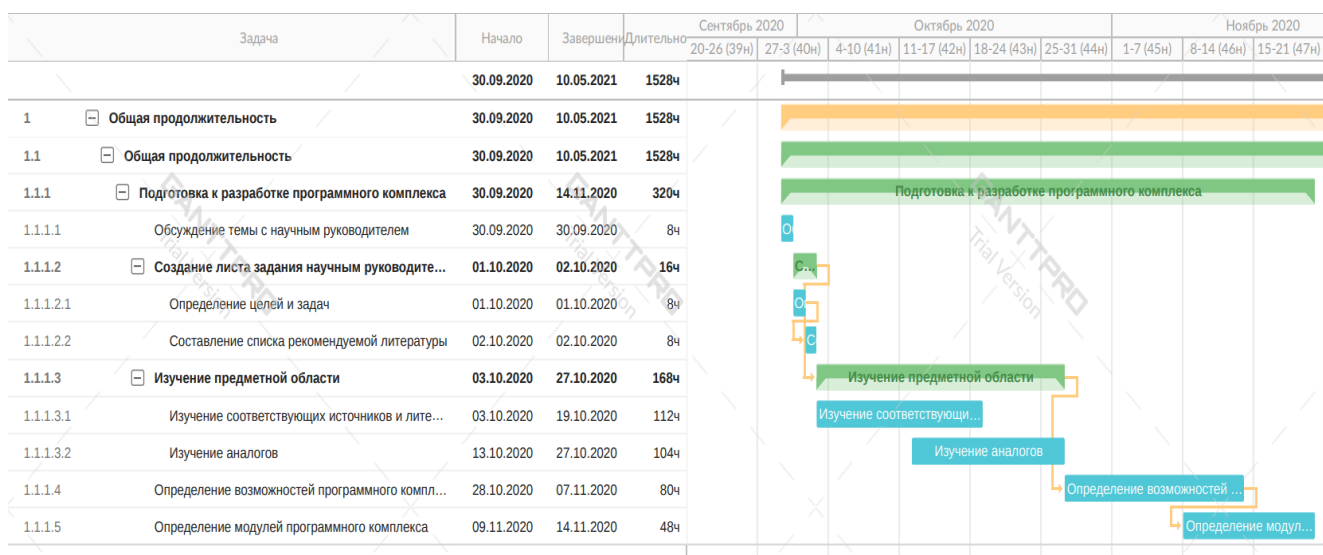 Задача Начало Завершени Длительно Сентябрь 2020 Октябрь 2020 Ноябрь 2020
20-26 (39н) 27-3 (40н) 4-10 (41н) 11-17 (42н) 18-24 (43н) 25-31 (44н) 1-7 (45н) 8-14 (46н) 15-21 (47н)
30.09.2020 10.05.2021 1528ч
1 Общая продолжительность 30.09.2020 10.05.2021 1528ч
1.1 Общая продолжительность 30.09.2020 10.05.2021 1528ч
1.1.1 Подготовка к разработке программного комплекса 30.09.2020 14.11.2020 320ч Подготовка к разработке программного комплекса
1.1.1.1 Обсуждение темы с научным руководителем 30.09.2020 30.09.2020 8ч О
1.1.1.2 Создание листа задания научным руководите... 01.10.2020 02.10.2020 16ч С...
1.1.1.2.1 Определение целей и задач 01.10.2020 01.10.2020 8ч О
1.1.1.2.2 Составление списка рекомендуемой литературы 02.10.2020 02.10.2020 8ч С
1.1.1.3 Изучение предметной области 03.10.2020 27.10.2020 168ч Изучение предметной области
1.1.1.3.1 Изучение соответствующих источников и лите... 03.10.2020 19.10.2020 112ч Изучение соответствующи...
1.1.1.3.2 Изучение аналогов 13.10.2020 27.10.2020 104ч Изучение аналогов
1.1.1.4 Определение возможностей программного компл... 28.10.2020 07.11.2020 80ч Определение возможностей ...
1.1.1.5 Определение модулей программного комплекса 09.11.2020 14.11.2020 48ч Определение модул...
GANTTPRO
Trial Version
GANTTPRO
Trial Version
GANTTPRO
Trial Version